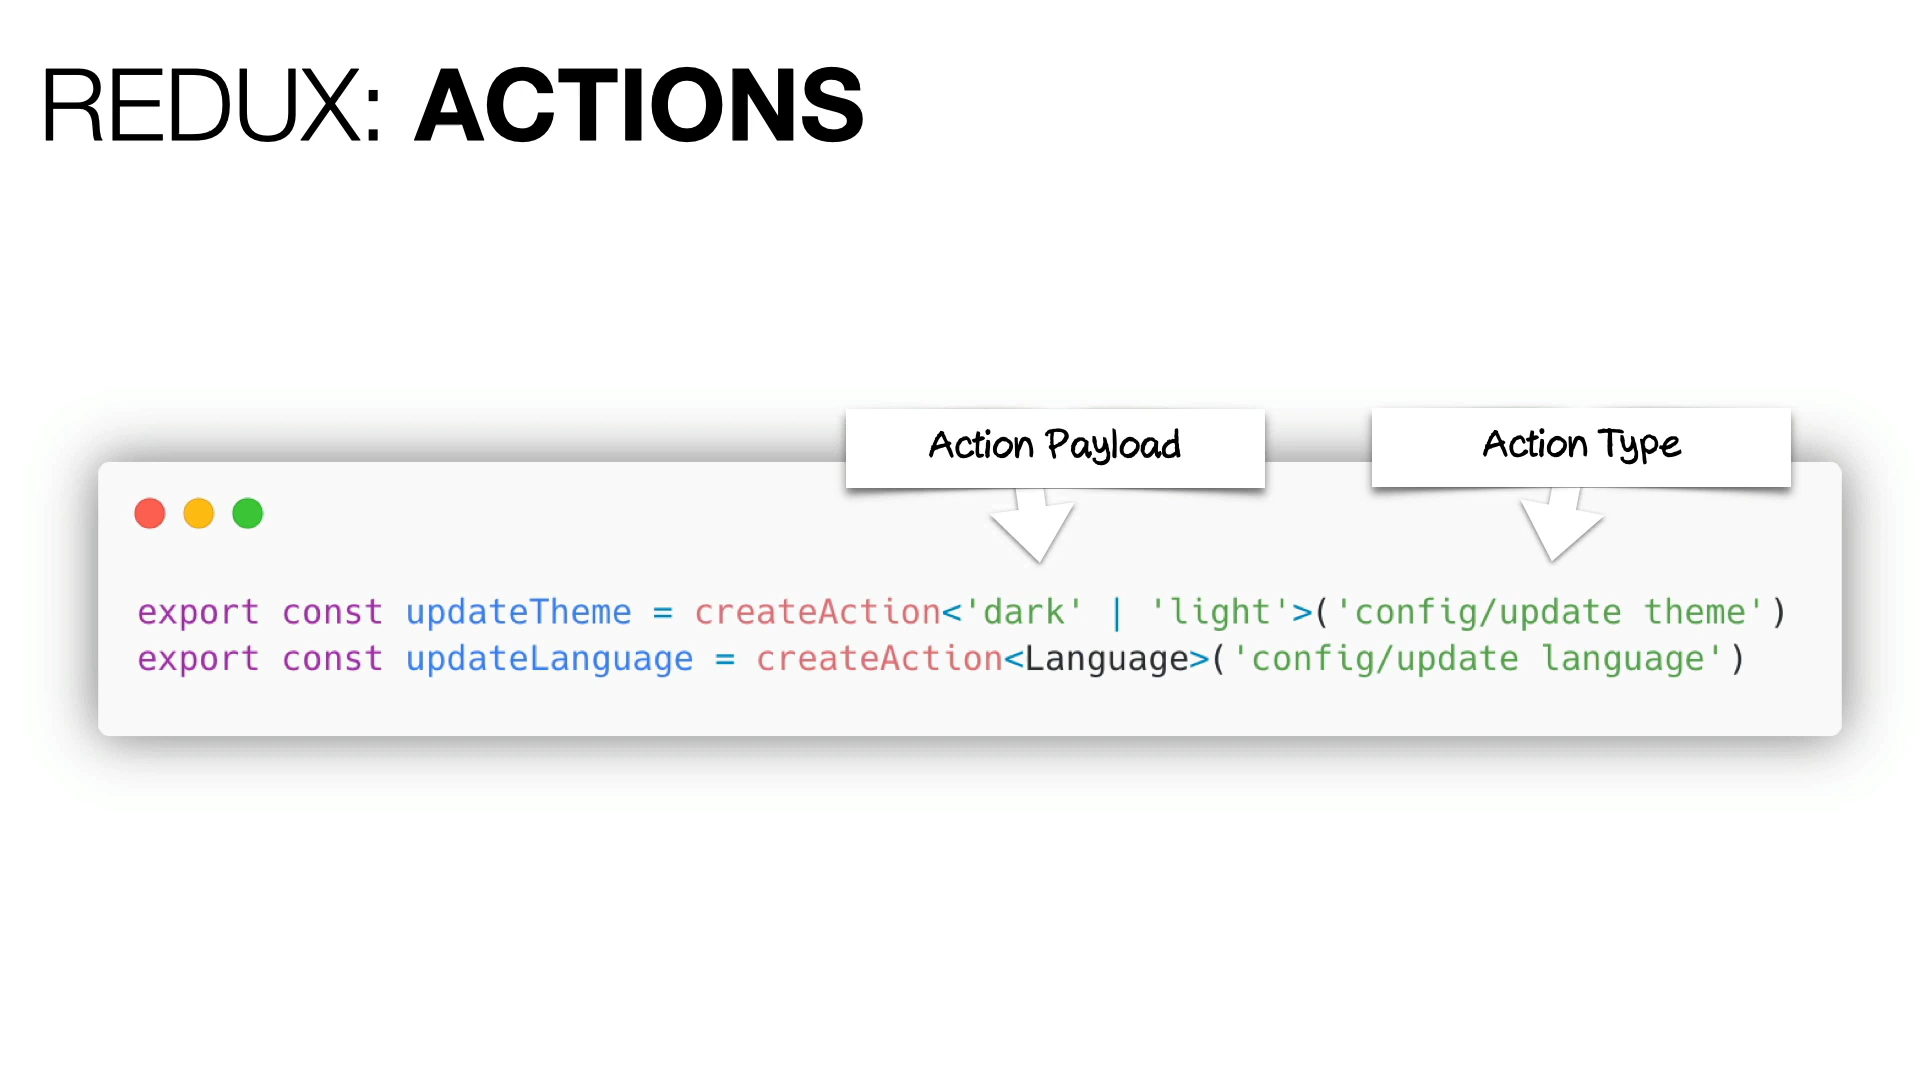 REDUX: ACTIONS
Action Payload
Action Type
export const updateTheme = createAction<'dark' | 'light'>('config/update theme')
export const updateLanguage = createAction<Language>('config/update language')